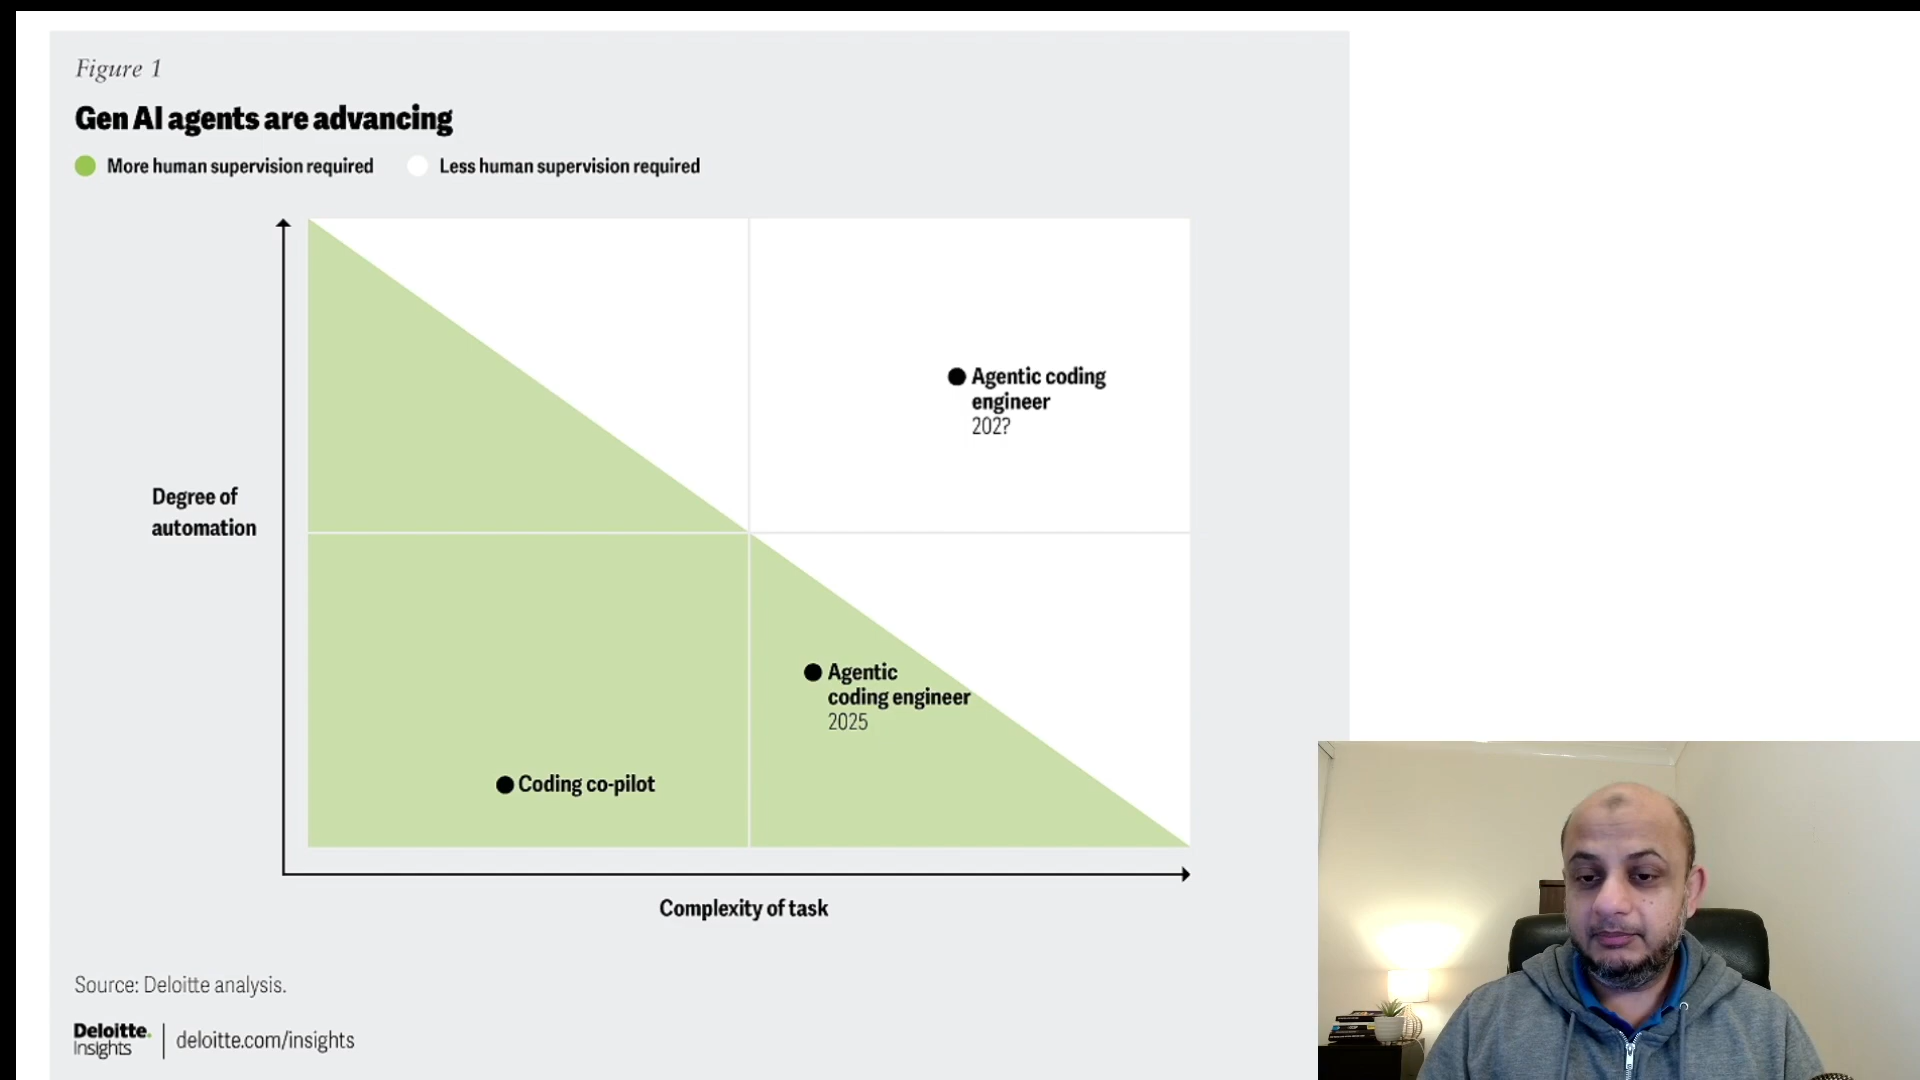 Figure 1
Gen AI agents are advancing
More human supervision required
Less human supervision required
Agentic coding
engineer
202?
Degree of
automation
Agentic
coding engineer
2025
Coding co-pilot
Complexity of task
Source: Deloitte analysis.
Deloitte.
Insights
deloitte.com/insights